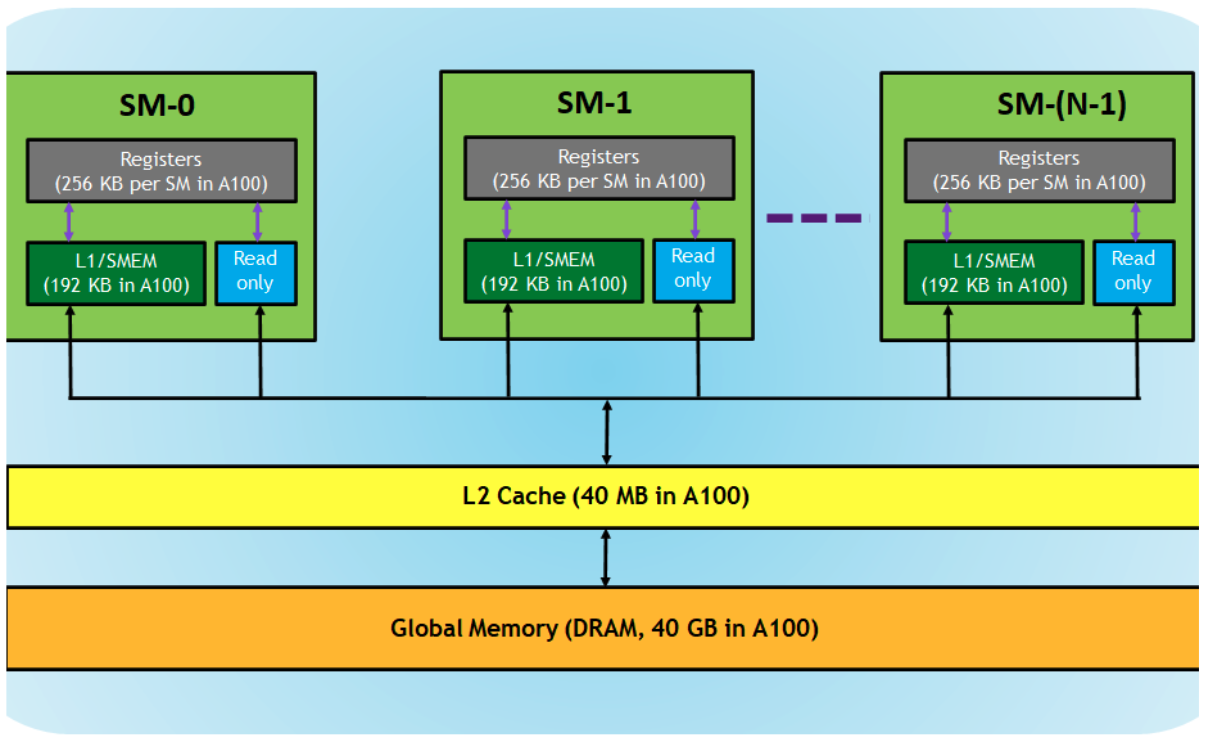 SM-0
Registers
(256 KB per SM in A100)
L1/SMEM
(192 KB in A100)
Read
only
SM-1
Registers
(256 KB per SM in A100)
L1/SMEM
(192 KB in A100)
Read
only
SM-(N-1)
Registers
(256 KB per SM in A100)
L1/SMEM
(192 KB in A100)
Read
only
L2 Cache (40 MB in A100)
Global Memory (DRAM, 40 GB in A100)